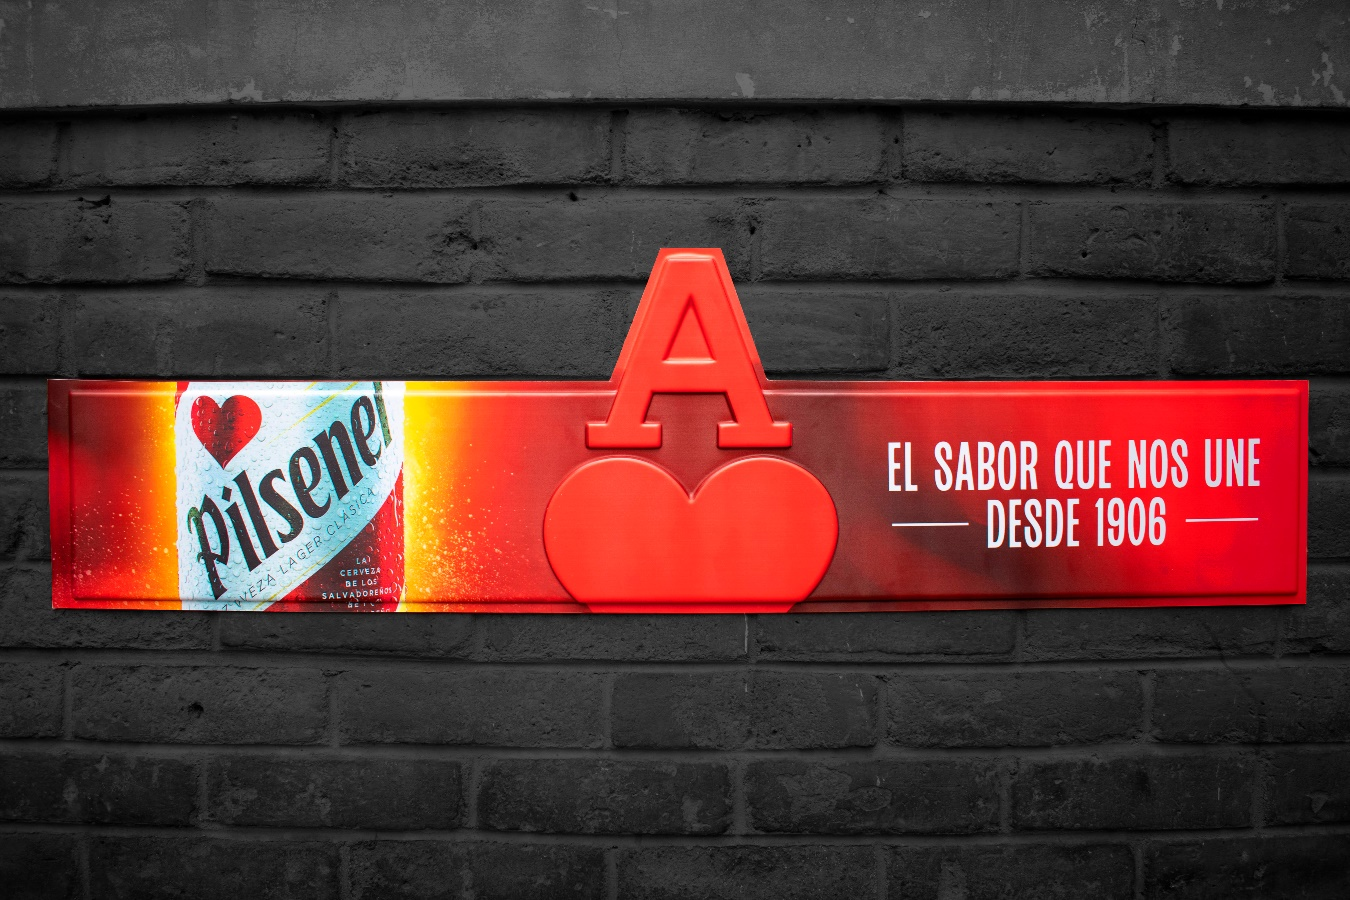 A
Pilsener
CERVEZA LAGER CLÁSICA
LA
CERVEZA
DE LOS
SALVADOREÑOS
EL SABOR QUE NOS UNE
DESDE 1906